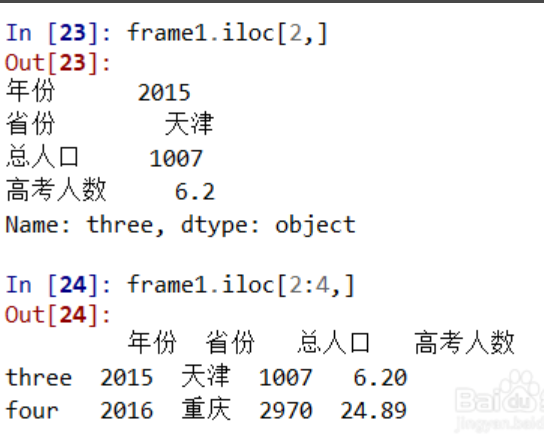 In [23]: frame1.iloc[2,]
Out[23]:
年份 2015
省份 天津
总人口 1007
高考人数 6.2
Name: three, dtype: object
In [24]: frame1.iloc[2:4,]
Out[24]:
年份 省份 总人口 高考人数
three 2015 天津 1007 6.20
four 2016 重庆 2970 24.89
Bai
jingyan.baid